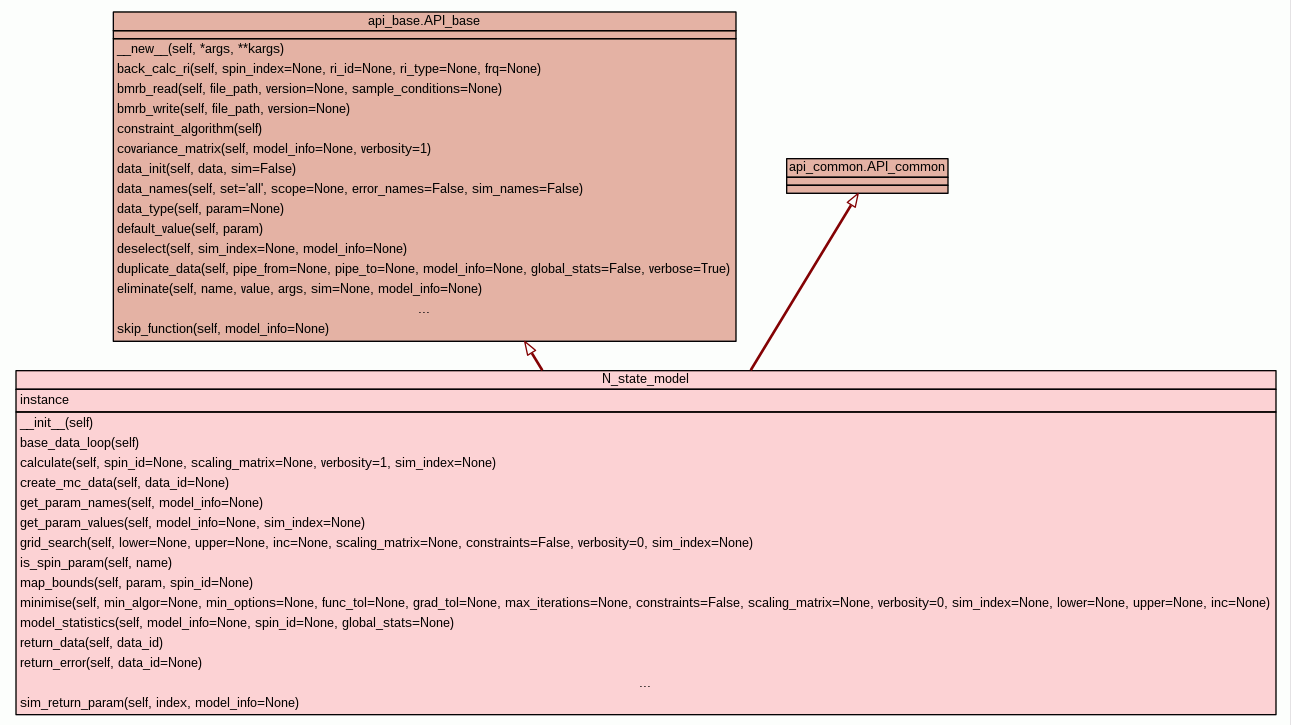 api_base.API_base
__new__(self, *args, **kargs)
back_calc_ri(self, spin_index=None, ri_id=None, ri_type=None, frq=None)
bmrb_read(self, file_path, version=None, sample_conditions=None)
bmrb_write(self, file_path, version=None)
constraint_algorithm(self)
covariance_matrix(self, model_info=None, verbosity=1)
data_init(self, data, sim=False)
data_names(self, set='all', scope=None, error_names=False, sim_names=False)
data_type(self, param=None)
default_value(self, param)
deselect(self, sim_index=None, model_info=None)
duplicate_data(self, pipe_from=None, pipe_to=None, model_info=None, global_stats=False, verbose=True)
eliminate(self, name, value, args, sim=None, model_info=None)
...
skip_function(self, model_info=None)
api_common.API_common
N_state_model
instance
__init__(self)
base_data_loop(self)
calculate(self, spin_id=None, scaling_matrix=None, verbosity=1, sim_index=None)
create_mc_data(self, data_id=None)
get_param_names(self, model_info=None)
get_param_values(self, model_info=None, sim_index=None)
grid_search(self, lower=None, upper=None, inc=None, scaling_matrix=None, constraints=False, verbosity=0, sim_index=None)
is_spin_param(self, name)
map_bounds(self, param, spin_id=None)
minimise(self, min_algor=None, min_options=None, func_tol=None, grad_tol=None, max_iterations=None, constraints=False, scaling_matrix=None, verbosity=0, sim_index=None, lower=None, upper=None, inc=None)
model_statistics(self, model_info=None, spin_id=None, global_stats=None)
return_data(self, data_id)
return_error(self, data_id=None)
...
sim_return_param(self, index, model_info=None)